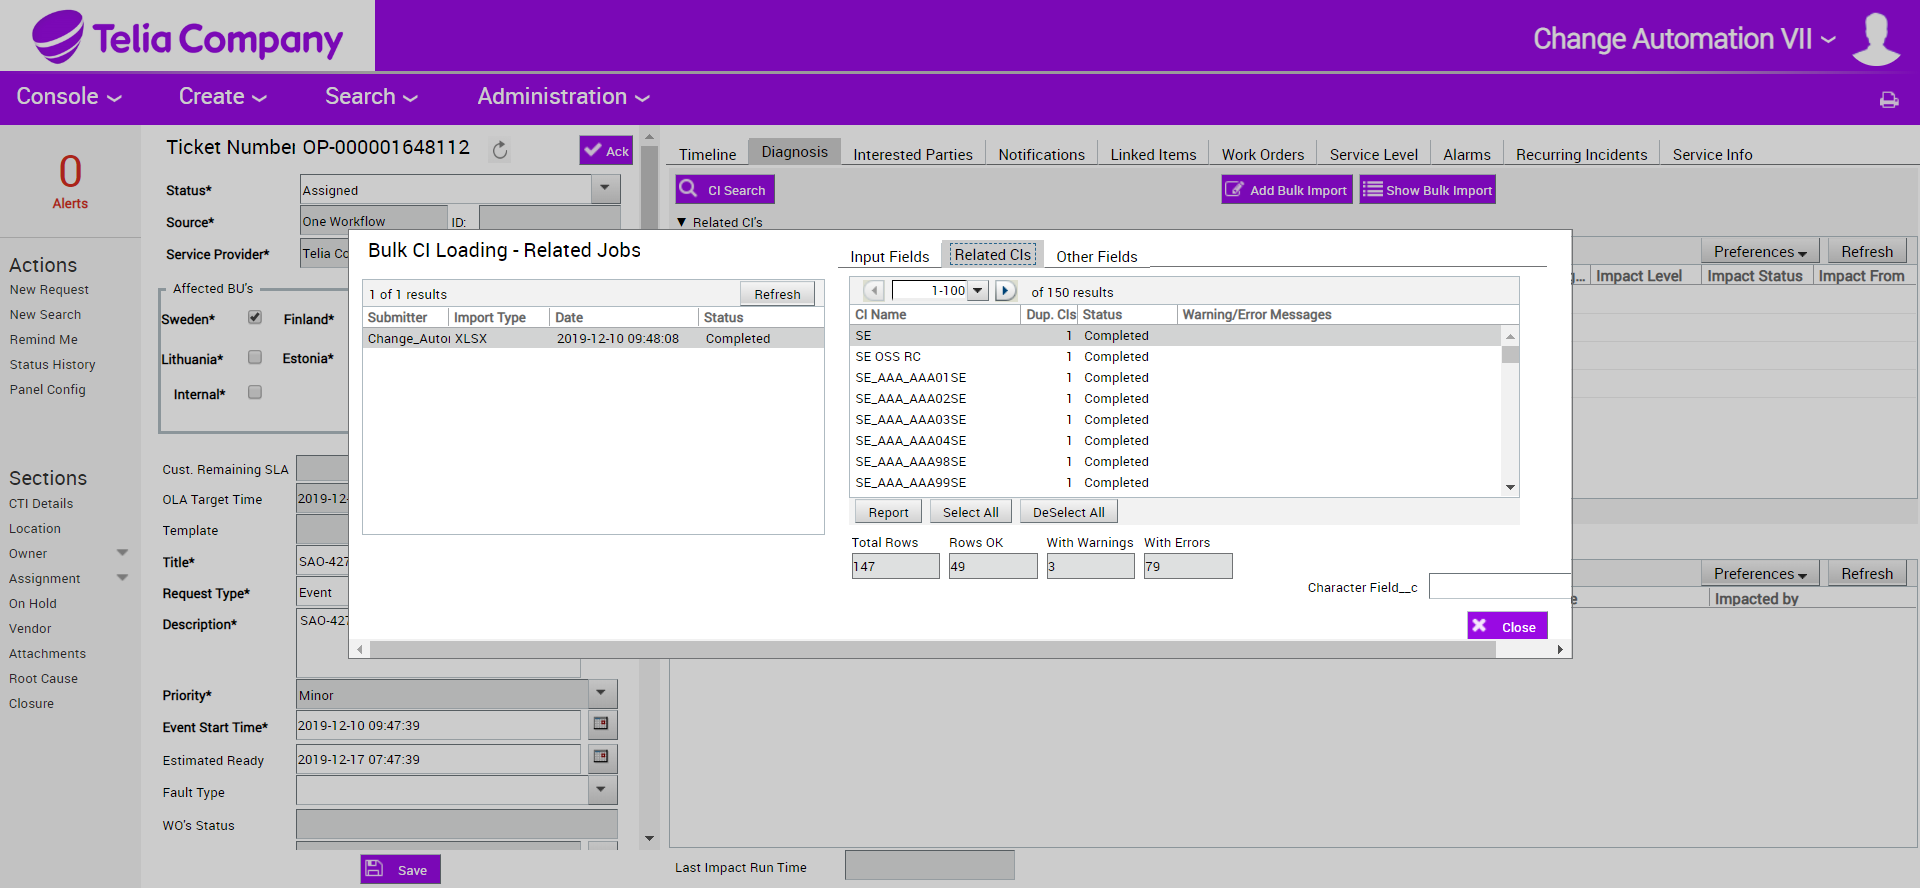 Telia Company
Change Automation VII
Console
Create
Search
Administration
0
Alerts
Actions
New Request
New Search
Remind Me
Status History
Panel Config
Sections
CTI Details
Location
Owner
Assignment
On Hold
Vendor
Attachments
Root Cause
Closure
Ticket Number OP-000001648112
Ack
Status*
Assigned
Source*
One Workflow
ID:
Service Provider*
Telia Co
Affected BU's
Sweden*
Finland*
Lithuania*
Estonia*
Internal*
Cust. Remaining SLA
OLA Target Time
2019-12-
Template
Title*
SAO-427
Request Type*
Event
Description*
SAO-427
Priority*
Minor
Event Start Time*
2019-12-10 09:47:39
Estimated Ready
2019-12-17 07:47:39
Fault Type
WO's Status
Save
Timeline
Diagnosis
Interested Parties
Notifications
Linked Items
Work Orders
Service Level
Alarms
Recurring Incidents
Service Info
CI Search
Add Bulk Import
Show Bulk Import
Related CI's
Preferences
Refresh
g...
Impact Level
Impact Status
Impact From
Bulk CI Loading - Related Jobs
1 of 1 results
Refresh
Submitter
Import Type
Date
Status
Change_Autor
XLSX
2019-12-10 09:48:08
Completed
Input Fields
Related CIs
Other Fields
1-100
of 150 results
CI Name
Dup. CIs
Status
Warning/Error Messages
SE 1 Completed
SE OSS RC 1 Completed
SE_AAA_AAA01SE 1 Completed
SE_AAA_AAA02SE 1 Completed
SE_AAA_AAA03SE 1 Completed
SE_AAA_AAA04SE 1 Completed
SE_AAA_AAA98SE 1 Completed
SE_AAA_AAA99SE 1 Completed
Report
Select All
DeSelect All
Total Rows
Rows OK
With Warnings
With Errors
147
49
3
79
Character Field__c
Close
Preferences
Refresh
e
Impacted by
Last Impact Run Time